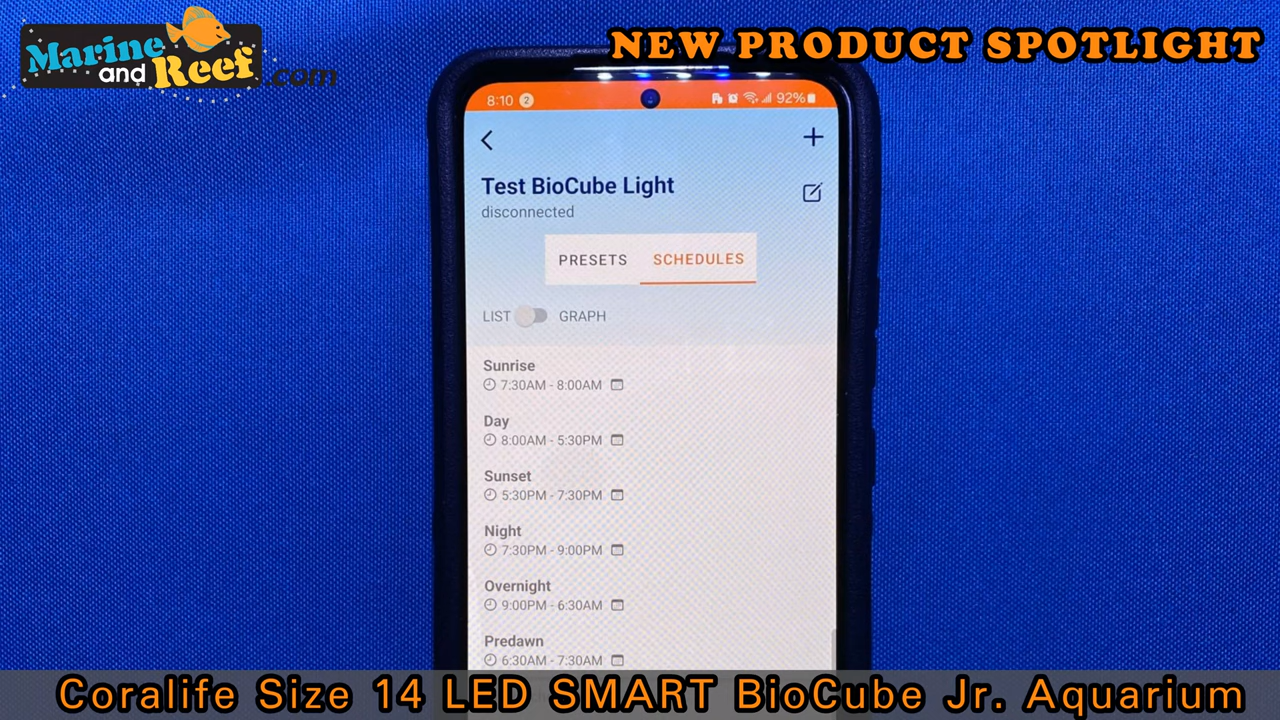 Marine
and Reef.com
NEW PRODUCT SPOTLIGHT
8:10 2 92%
Test BioCube Light
disconnected
PRESETS SCHEDULES
LIST GRAPH
Sunrise
7:30AM - 8:00AM
Day
8:00AM - 5:30PM
Sunset
5:30PM - 7:30PM
Night
7:30PM - 9:00PM
Overnight
9:00PM - 6:30AM
Predawn
6:30AM - 7:30AM
Coralife Size 14 LED SMART BioCube Jr. Aquarium